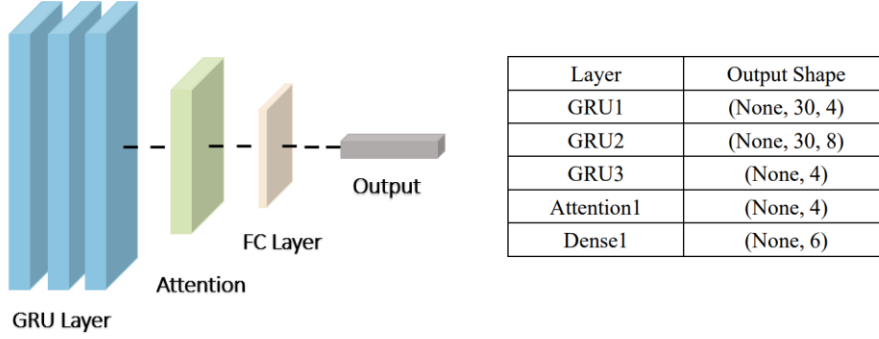 GRU Layer
Attention
FC Layer
Output
Layer Output Shape
GRU1 (None, 30, 4)
GRU2 (None, 30, 8)
GRU3 (None, 4)
Attention1 (None, 4)
Dense1 (None, 6)